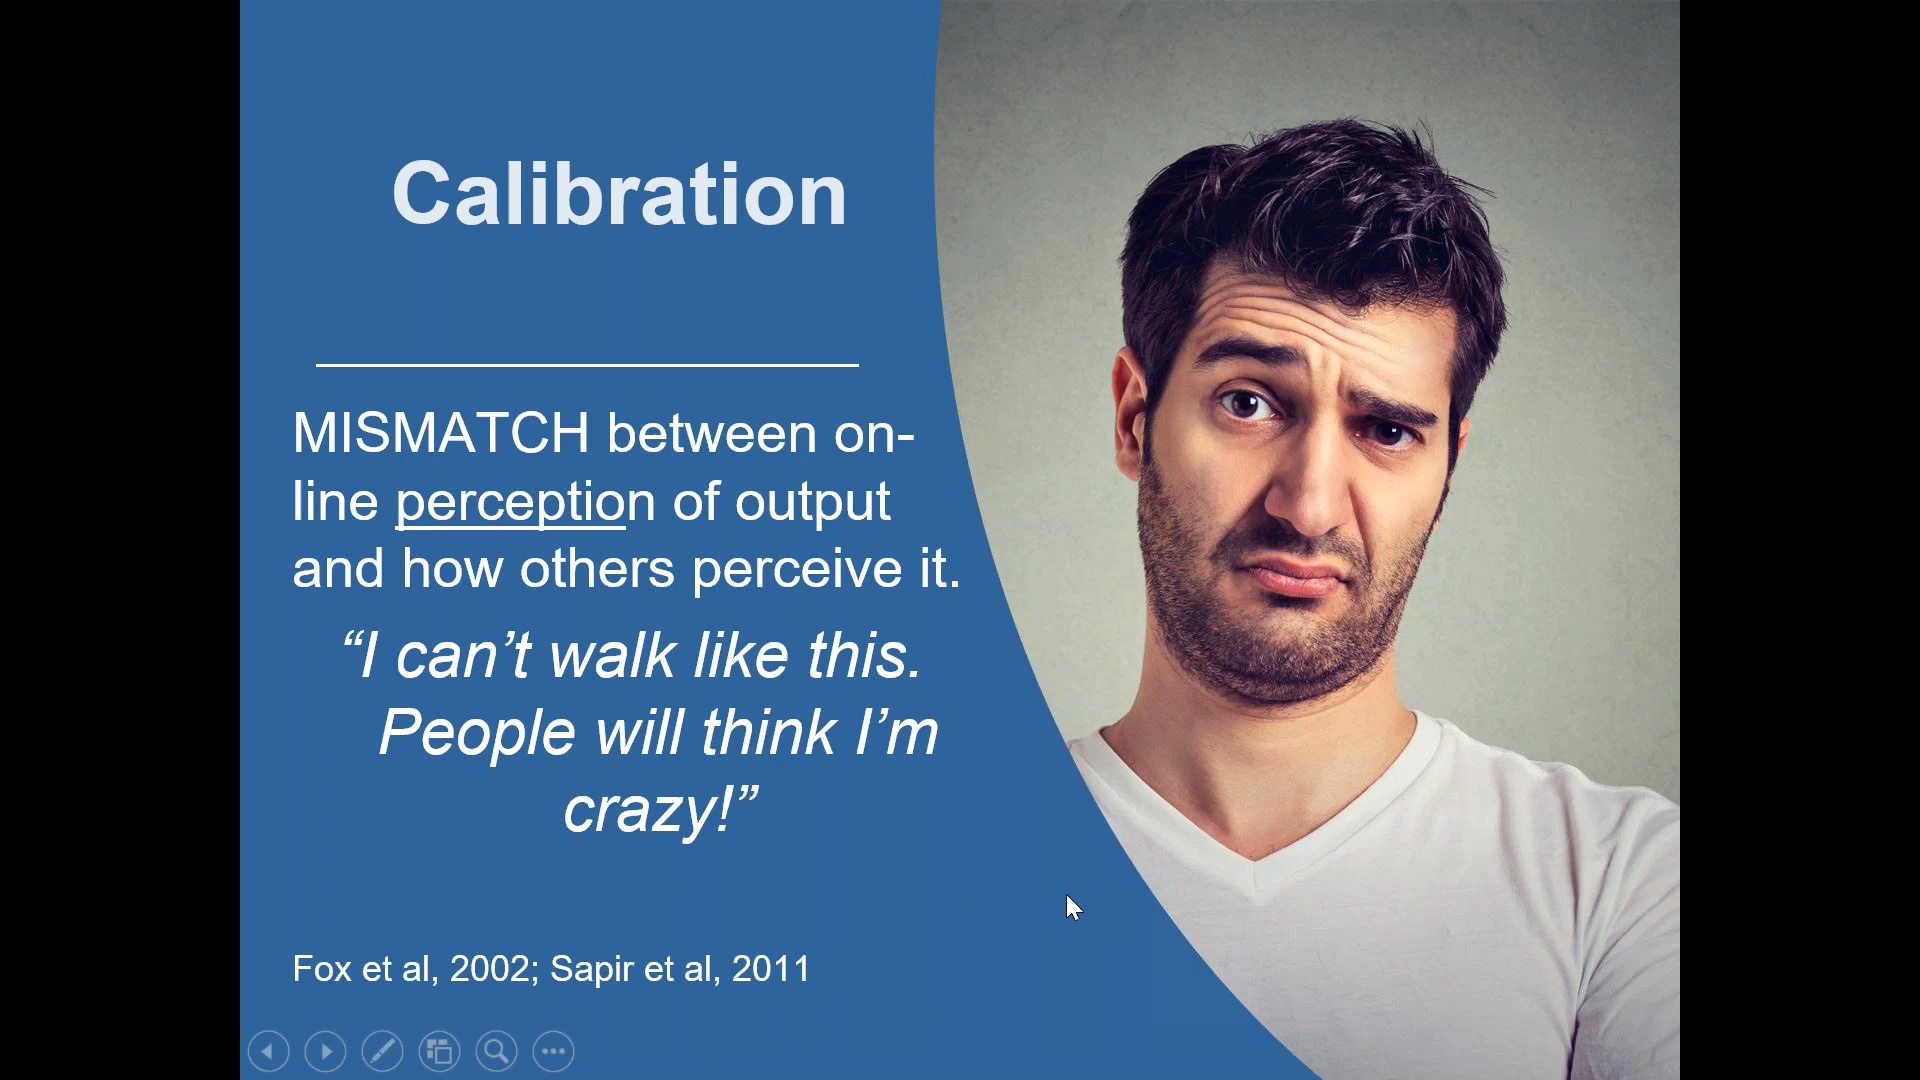 Calibration
MISMATCH between on-
line perception of output
and how others perceive it.
“I can’t walk like this.
People will think I’m
crazy!”
Fox et al, 2002; Sapir et al, 2011